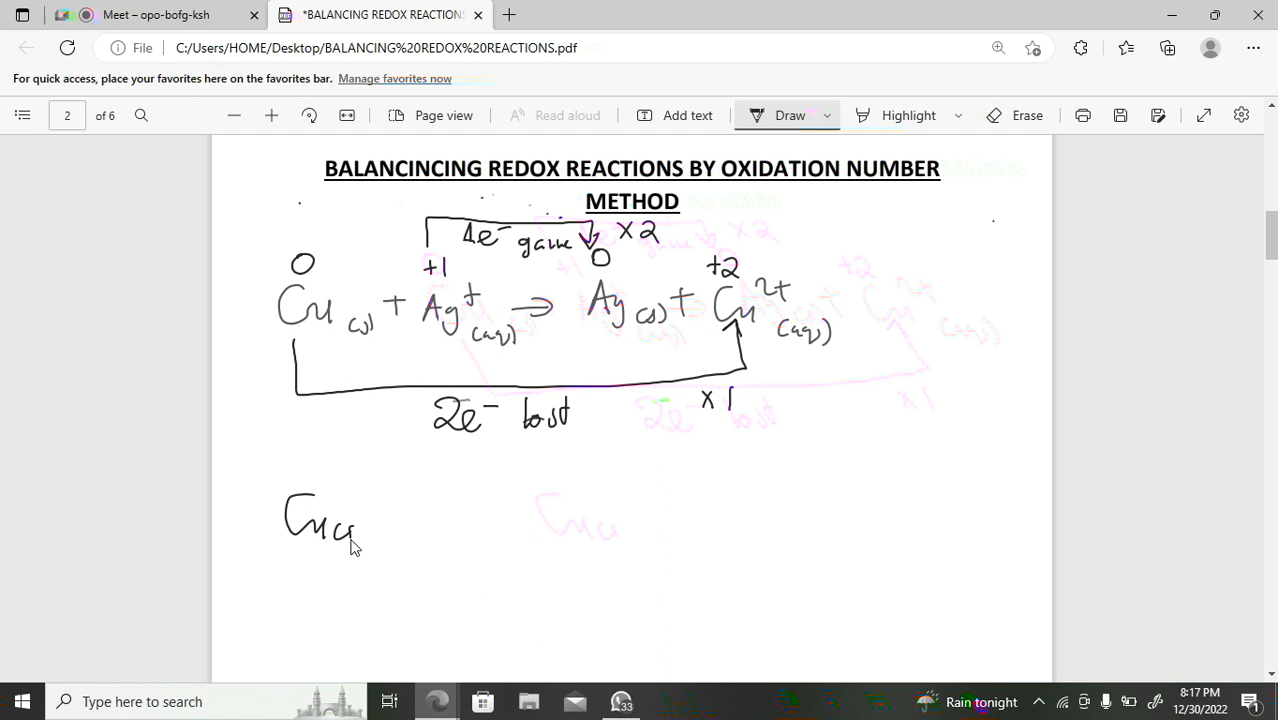 Meet – opo-bofg-ksh
*BALANCING REDOX REACTIONS
File C:/Users/HOME/Desktop/BALANCING%20REDOX%20REACTIONS.pdf
For quick access, place your favorites here on the favorites bar. Manage favorites now
2 of 6 Page view Read aloud Add text Draw Highlight Erase
BALANCINCING REDOX REACTIONS BY OXIDATION NUMBER
METHOD
1e⁻ game ×2
0 +1 0 +2
Cu (s) + Ag⁺ (aq) ⇒ Ag (s) + Cu²⁺ (aq)
2e⁻ lost ×1
Cu
Type here to search
33
Rain tonight
8:17 PM
12/30/2022
1